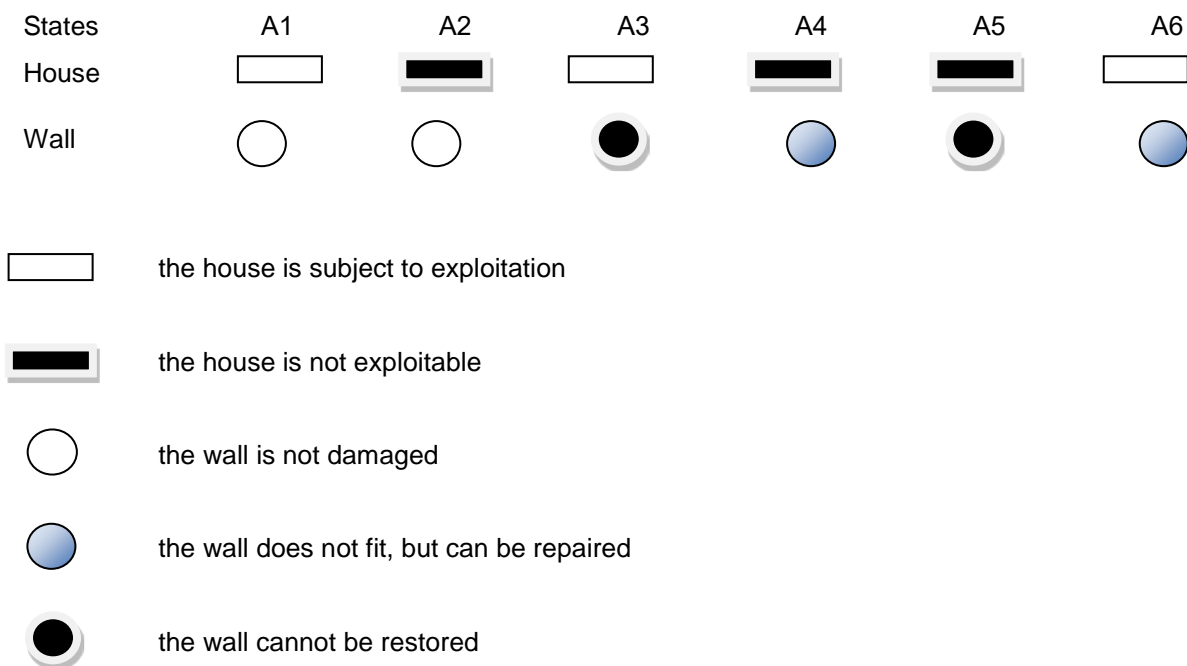 States A1 A2 A3 A4 A5 A6
House
Wall
the house is subject to exploitation
the house is not exploitable
the wall is not damaged
the wall does not fit, but can be repaired
the wall cannot be restored